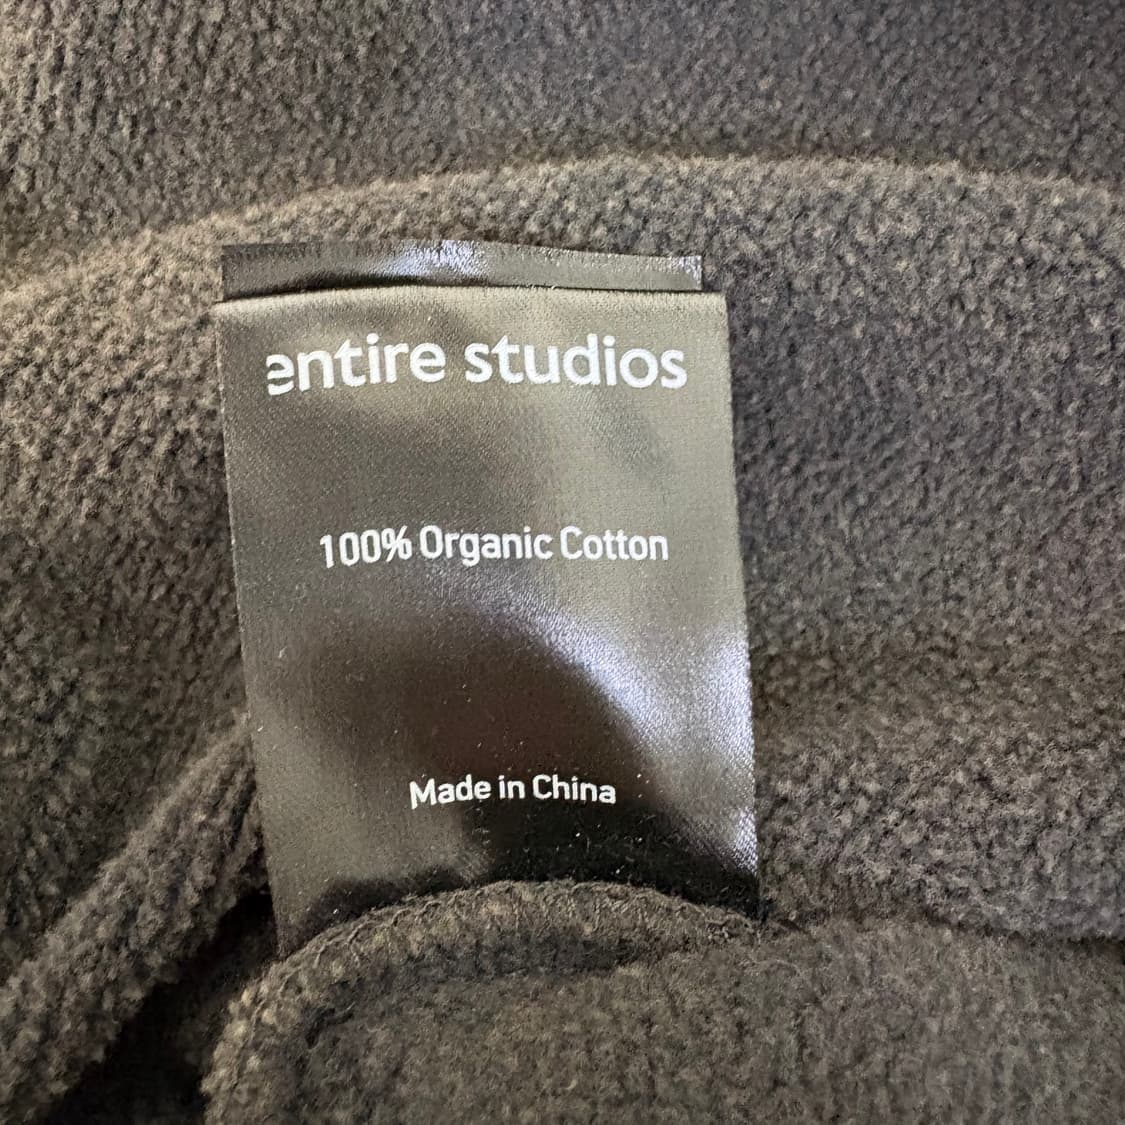 entire studios
100% Organic Cotton
Made in China